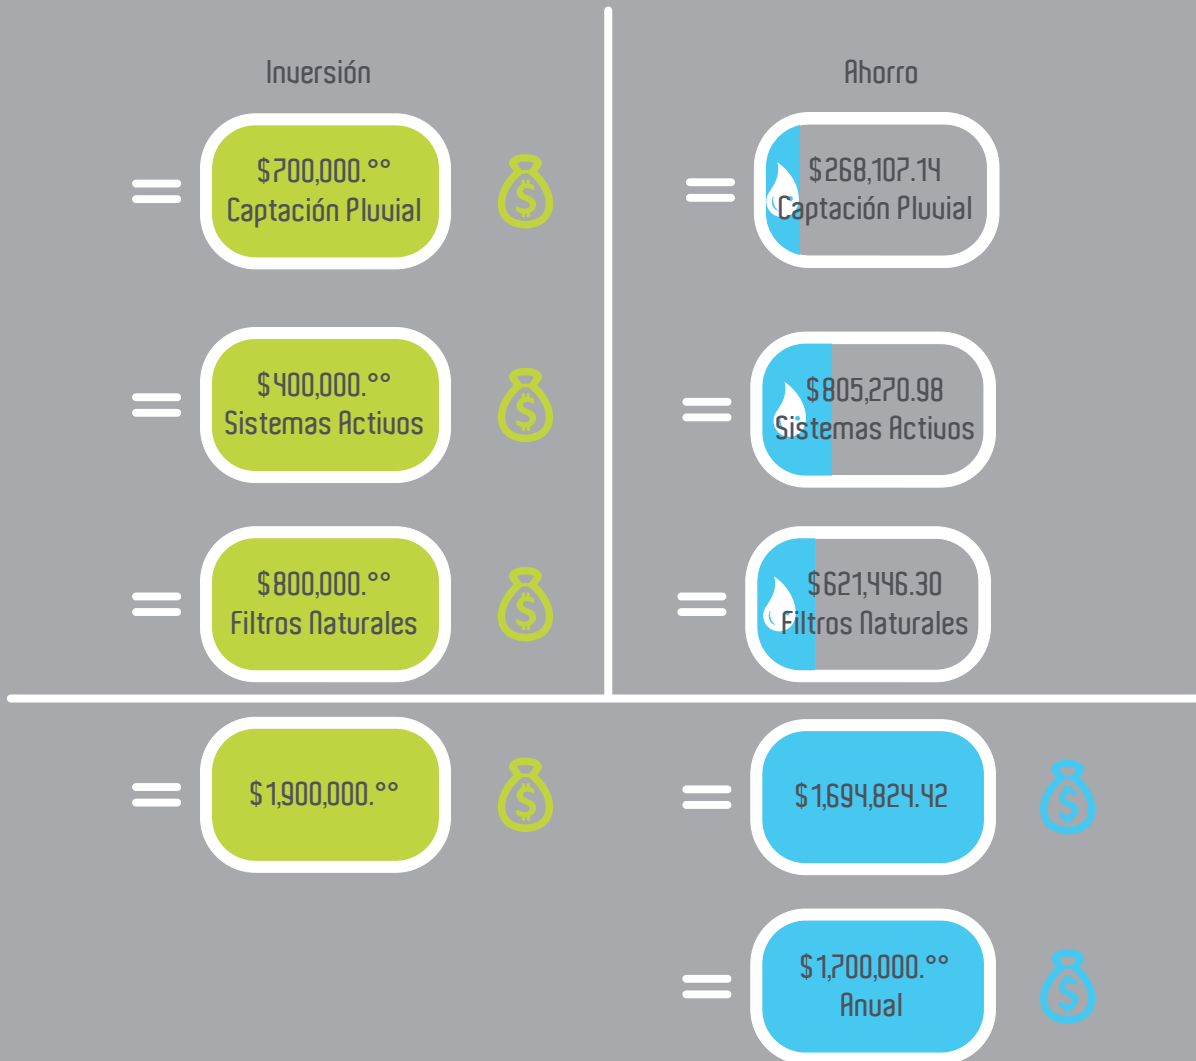 Inversión
$700,000.°°
Captación Pluvial
$400,000.°°
Sistemas Activos
$800,000.°°
Filtros Naturales
$1,900,000.°°
Ahorro
$268,107.14
Captación Pluvial
$805,270.98
Sistemas Activos
$621,446.30
Filtros Naturales
$1,694,824.42
$1,700,000.°°
Anual